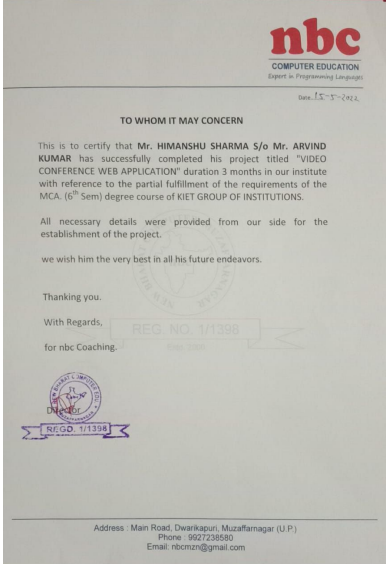 nbc
COMPUTER EDUCATION
Expert in Programming Languages
Date. 15-5-2022
TO WHOM IT MAY CONCERN
This is to certify that Mr. HIMANSHU SHARMA S/o Mr. ARVIND
KUMAR has successfully completed his project titled "VIDEO
CONFERENCE WEB APPLICATION" duration 3 months in our institute
with reference to the partial fulfillment of the requirements of the
MCA. (6th Sem) degree course of KIET GROUP OF INSTITUTIONS.
All necessary details were provided from our side for the
establishment of the project.
we wish him the very best in all his future endeavors.
Thanking you.
With Regards,
REG. NO. 1/1398
for nbc Coaching.
NEW BHARAT COMPUTER EDU.
Director
REGD. 1/1398
Address : Main Road, Dwarikapuri, Muzaffarnagar (U.P.)
Phone : 9927238580
Email: nbcmzn@gmail.com